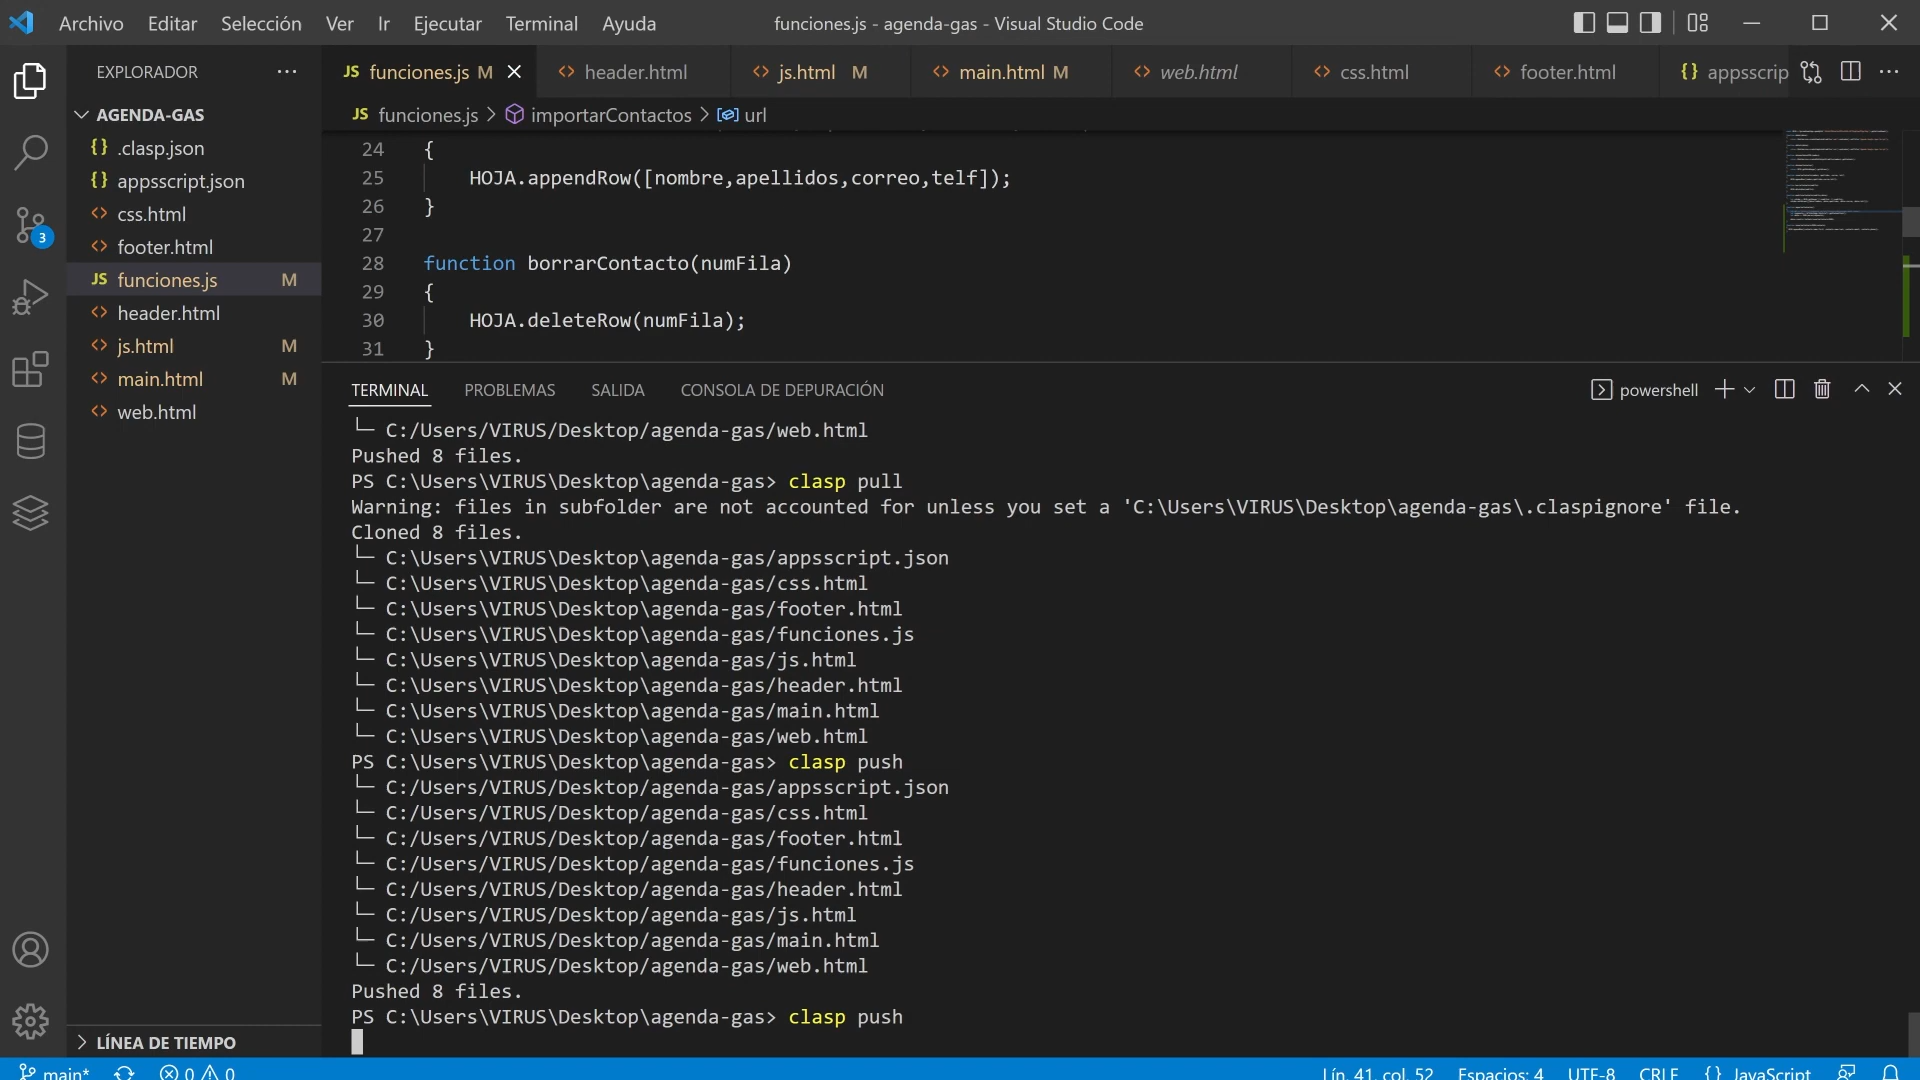 Archivo Editar Selección Ver Ir Ejecutar Terminal Ayuda
funciones.js - agenda-gas - Visual Studio Code
EXPLORADOR
AGENDA-GAS
{} .clasp.json
{} appsscript.json
<> css.html
<> footer.html
JS funciones.js M
<> header.html
<> js.html M
<> main.html M
<> web.html
3
LÍNEA DE TIEMPO
JS funciones.js M <> header.html <> js.html M <> main.html M <> web.html <> css.html <> footer.html {} appsscrip
JS funciones.js > importarContactos > url
24 {
25 HOJA.appendRow([nombre,apellidos,correo,telf]);
26 }
27
28 function borrarContacto(numFila)
29 {
30 HOJA.deleteRow(numFila);
31 }
TERMINAL PROBLEMAS SALIDA CONSOLA DE DEPURACIÓN
powershell
└─ C:/Users/VIRUS/Desktop/agenda-gas/web.html
Pushed 8 files.
PS C:\Users\VIRUS\Desktop\agenda-gas> clasp pull
Warning: files in subfolder are not accounted for unless you set a 'C:\Users\VIRUS\Desktop\agenda-gas\.claspignore' file.
Cloned 8 files.
└─ C:\Users\VIRUS\Desktop\agenda-gas/appsscript.json
└─ C:\Users\VIRUS\Desktop\agenda-gas/css.html
└─ C:\Users\VIRUS\Desktop\agenda-gas/footer.html
└─ C:\Users\VIRUS\Desktop\agenda-gas/funciones.js
└─ C:\Users\VIRUS\Desktop\agenda-gas/js.html
└─ C:\Users\VIRUS\Desktop\agenda-gas/header.html
└─ C:\Users\VIRUS\Desktop\agenda-gas/main.html
└─ C:\Users\VIRUS\Desktop\agenda-gas/web.html
PS C:\Users\VIRUS\Desktop\agenda-gas> clasp push
└─ C:/Users/VIRUS/Desktop/agenda-gas/appsscript.json
└─ C:/Users/VIRUS/Desktop/agenda-gas/css.html
└─ C:/Users/VIRUS/Desktop/agenda-gas/footer.html
└─ C:/Users/VIRUS/Desktop/agenda-gas/funciones.js
└─ C:/Users/VIRUS/Desktop/agenda-gas/header.html
└─ C:/Users/VIRUS/Desktop/agenda-gas/js.html
└─ C:/Users/VIRUS/Desktop/agenda-gas/main.html
└─ C:/Users/VIRUS/Desktop/agenda-gas/web.html
Pushed 8 files.
PS C:\Users\VIRUS\Desktop\agenda-gas> clasp push
main* 0 0 Lín. 41, col. 52 Espacios: 4 UTF-8 CRLF {} JavaScript